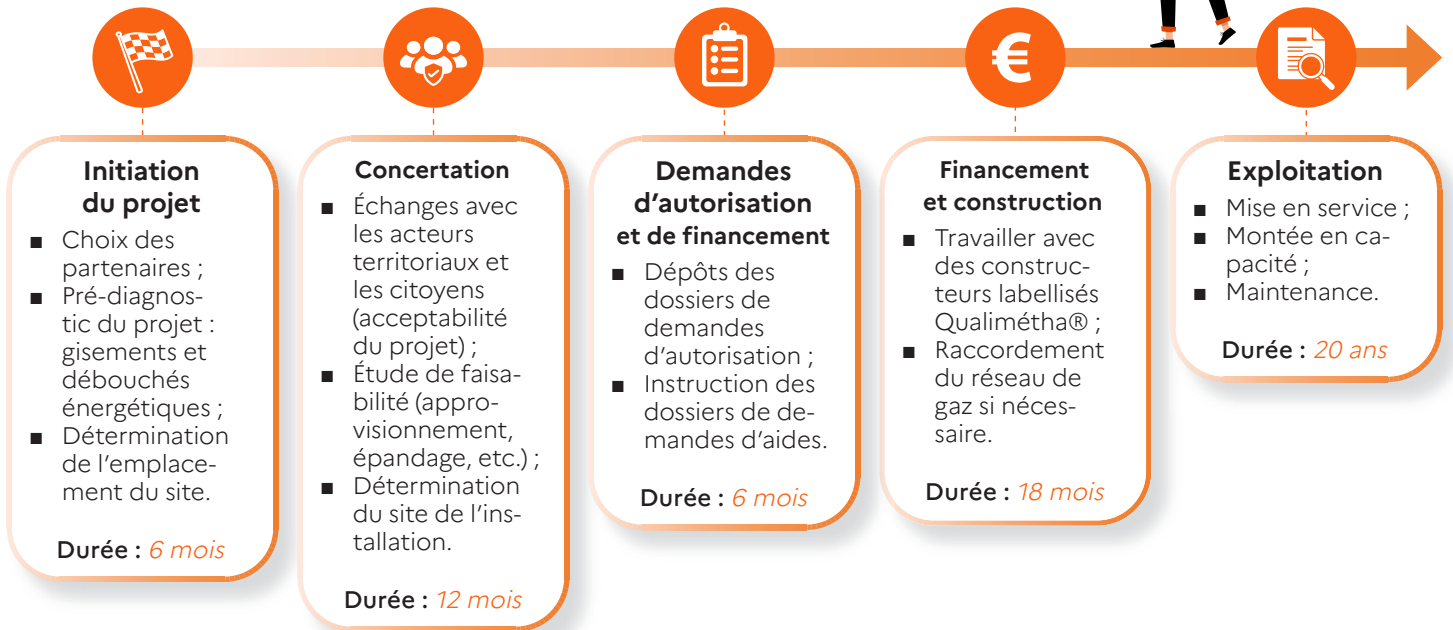 Initiation
du projet
■ Choix des
partenaires ;
■ Pré-diagnos-
tic du projet :
gisements et
débouchés
énergétiques ;
■ Détermination
de l'emplace-
ment du site.
Durée : 6 mois
Concertation
■ Échanges avec
les acteurs
territoriaux et
les citoyens
(acceptabilité
du projet) ;
■ Étude de faisa-
bilité (appro-
visionnement,
épandage, etc.) ;
■ Détermination
du site de l'ins-
tallation.
Durée : 12 mois
Demandes
d'autorisation
et de financement
■ Dépôts des
dossiers de
demandes
d'autorisation ;
■ Instruction des
dossiers de de-
mandes d'aides.
Durée : 6 mois
€
Financement
et construction
■ Travailler avec
des construc-
teurs labellisés
Qualimétha® ;
■ Raccordement
du réseau de
gaz si néces-
saire.
Durée : 18 mois
Exploitation
■ Mise en service ;
■ Montée en ca-
pacité ;
■ Maintenance.
Durée : 20 ans